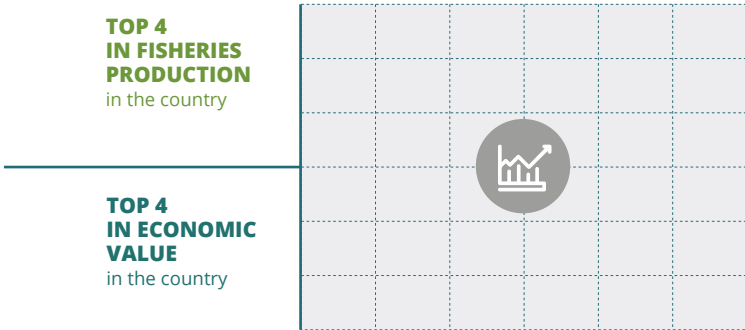 TOP 4
IN FISHERIES
PRODUCTION
in the country
TOP 4
IN ECONOMIC
VALUE
in the country